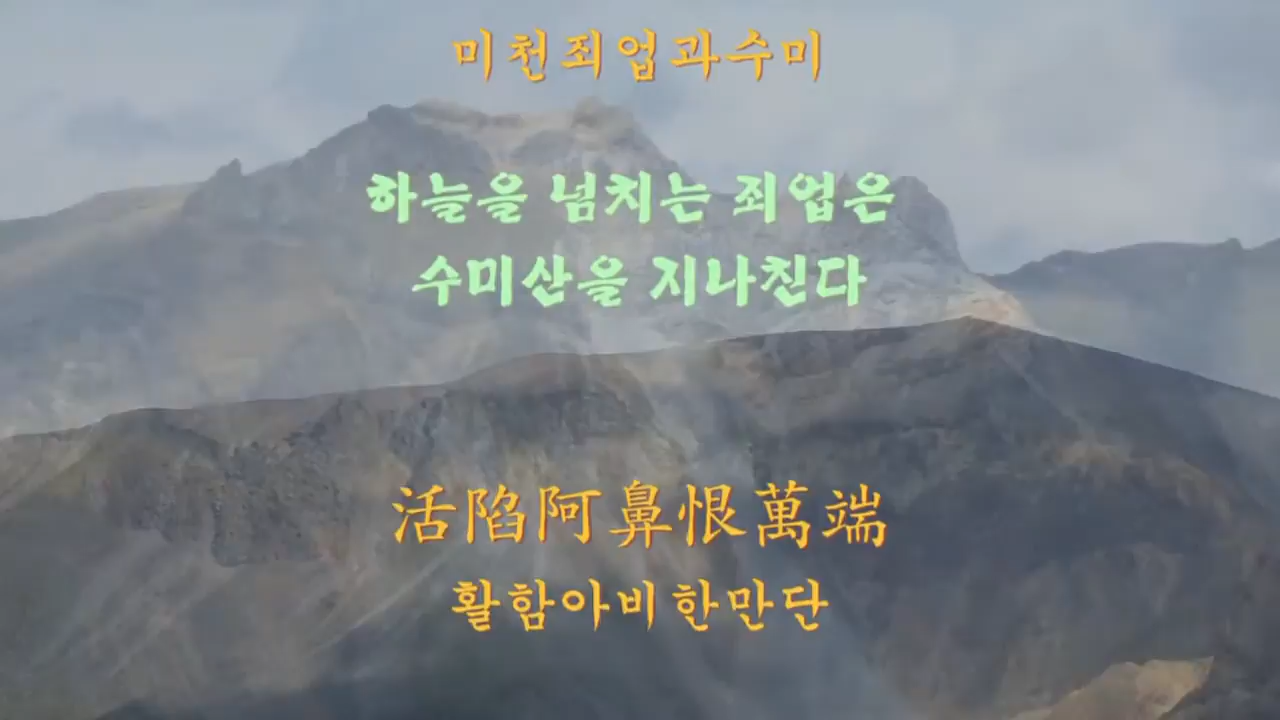 미천죄업과수미
하늘을 넘치는 죄업은
수미산을 지나친다
活陷阿鼻恨萬端
활함아비한만단